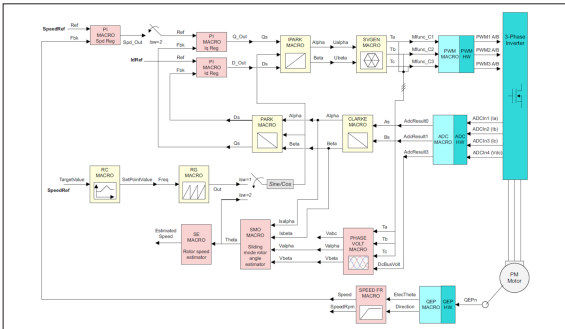 SpeedRef
Ref
Fbk
PI
MACRO
Spd Reg
Spd_Out
isw=2
IdRef
Ref
Fbk
PI
MACRO
Iq Reg
Q_Out
Ref
Fbk
PI
MACRO
Id Reg
D_Out
Qs
Ds
IPARK
MACRO
Alpha
Beta
Ualpha
Ubeta
SVGEN
MACRO
Ta
Tb
Tc
Mfunc_C1
Mfunc_C2
Mfunc_C3
PWM
MACRO
PWM
HW
PWM1 A/B
PWM2 A/B
PWM3 A/B
3-Phase
Inverter
Ds
Qs
PARK
MACRO
Alpha
Beta
Alpha
Beta
CLARKE
MACRO
As
Bs
AdcResult0
AdcResult1
AdcResult3
ADC
MACRO
ADC
HW
ADCIn1 (Ia)
ADCIn2 (Ib)
ADCIn3 (Ic)
ADCIn4 (Vdc)
TargetValue
SpeedRef
RC
MACRO
SetPointValue
Freq
RG
MACRO
Out
isw=1
isw=2
Sine/Cos
Estimated
Speed
SE
MACRO
Rotor speed
estimator
Theta
SMO
MACRO
Sliding
mode rotor
angle
estimator
Isalpha
Isbeta
Valpha
Vbeta
Vabc
Valpha
Vbeta
PHASE
VOLT
MACRO
Ta
Tb
Tc
DcBusVolt
Speed
SpeedRpm
SPEED FR
MACRO
ElecTheta
Direction
QEP
MACRO
QEP
HW
QEPn
PM
Motor